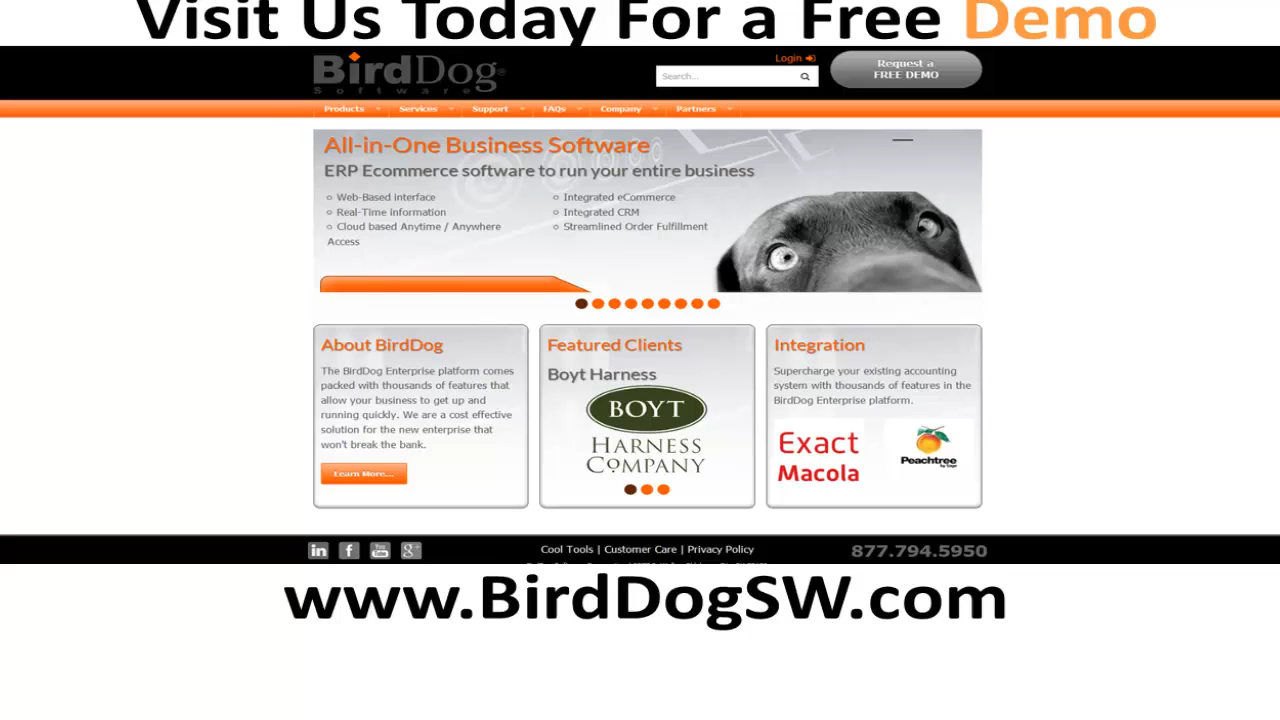 Visit Us Today For a Free Demo
BirdDog
Software
Login
Search...
Request a
FREE DEMO
Products
Services
Support
FAQs
Company
Partners
All-in-One Business Software
ERP Ecommerce software to run your entire business
Web-Based interface
Real-Time information
Cloud based Anytime / Anywhere
Access
Integrated eCommerce
Integrated CRM
Streamlined Order Fulfillment
About BirdDog
The BirdDog Enterprise platform comes
packed with thousands of features that
allow your business to get up and
running quickly. We are a cost effective
solution for the new enterprise that
won't break the bank.
Learn More...
Featured Clients
Boyt Harness
BOYT
HARNESS
COMPANY
Integration
Supercharge your existing accounting
system with thousands of features in the
BirdDog Enterprise platform.
Exact
Macola
Peachtree
by Sage
in
f
You
Tube
g+
Cool Tools | Customer Care | Privacy Policy
877.794.5950
www.BirdDogSW.com